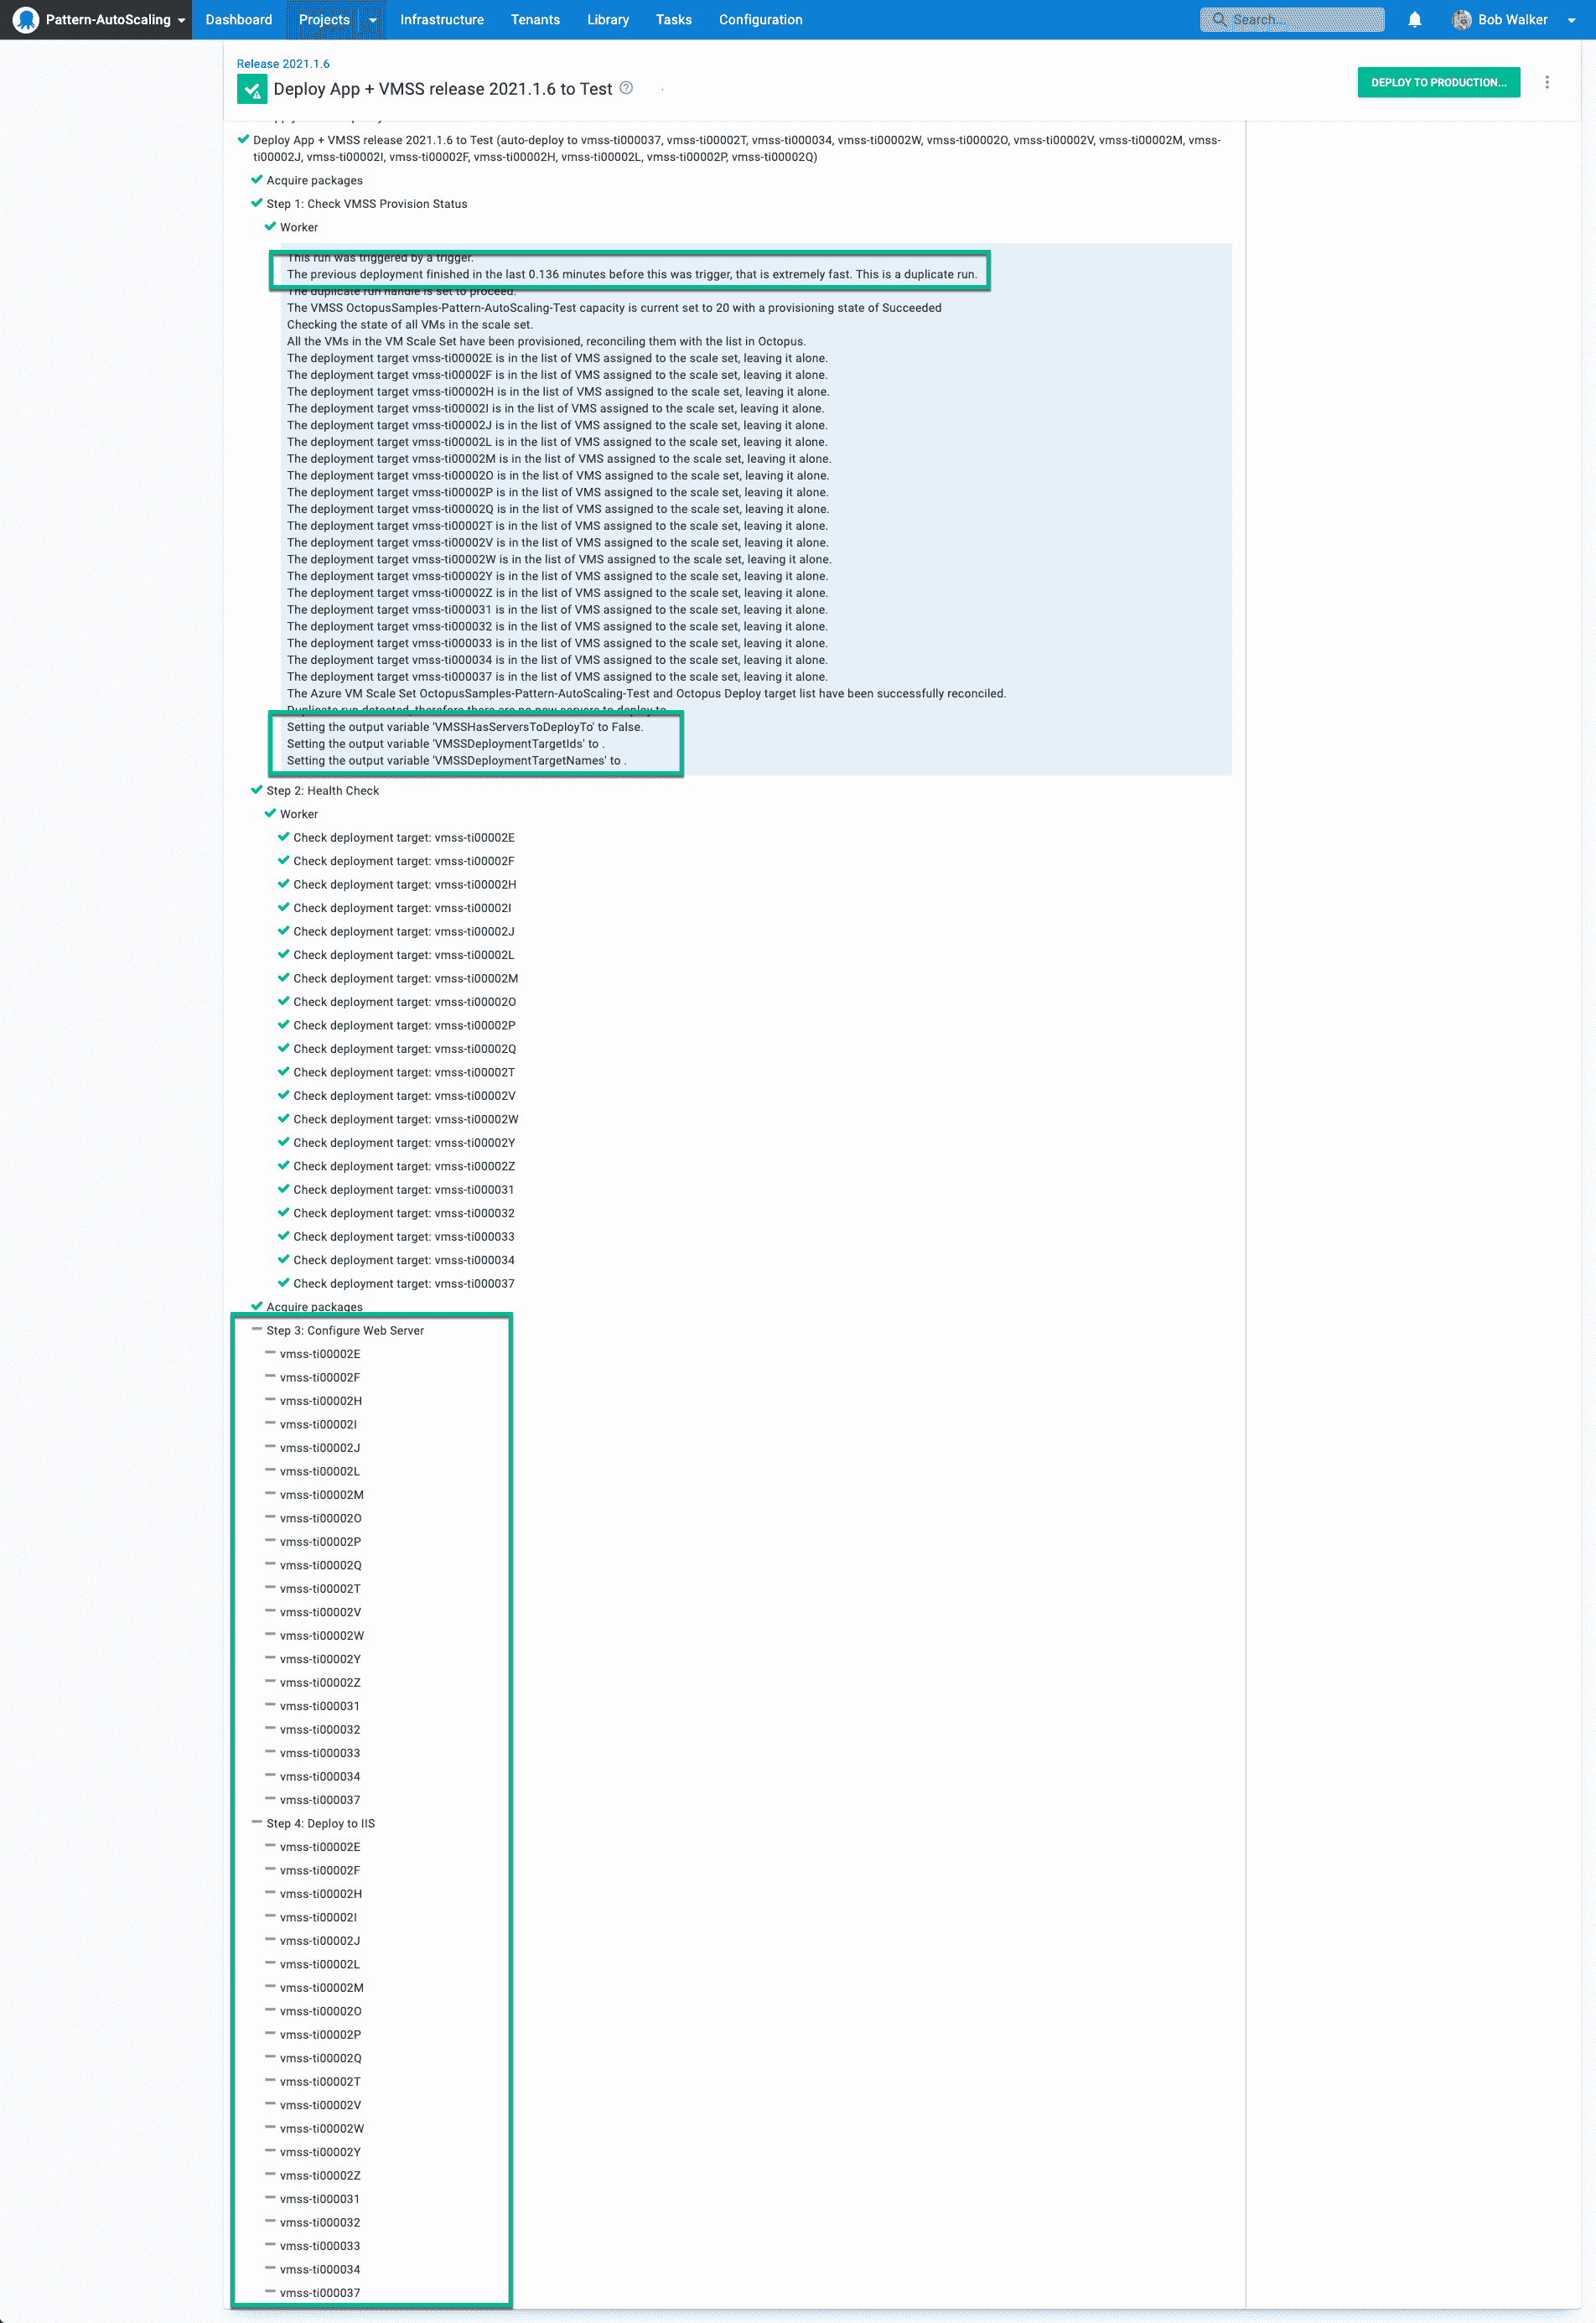 Pattern-AutoScaling Dashboard Projects Infrastructure Tenants Library Tasks Configuration Search... Bob Walker
Release 2021.1.6
Deploy App + VMSS release 2021.1.6 to Test
DEPLOY TO PRODUCTION...
Deploy App + VMSS release 2021.1.6 to Test (auto-deploy to vmss-ti000037, vmss-ti00002T, vmss-ti000034, vmss-ti00002W, vmss-ti00002O, vmss-ti00002V, vmss-ti00002M, vmss-
ti00002J, vmss-ti00002I, vmss-ti00002F, vmss-ti00002H, vmss-ti00002L, vmss-ti00002P, vmss-ti00002Q)
Acquire packages
Step 1: Check VMSS Provision Status
Worker
This run was triggered by a trigger.
The previous deployment finished in the last 0.136 minutes before this was trigger, that is extremely fast. This is a duplicate run.
The duplicate run handle is set to proceed.
The VMSS OctopusSamples-Pattern-AutoScaling-Test capacity is current set to 20 with a provisioning state of Succeeded
Checking the state of all VMs in the scale set.
All the VMs in the VM Scale Set have been provisioned, reconciling them with the list in Octopus.
The deployment target vmss-ti00002E is in the list of VMS assigned to the scale set, leaving it alone.
The deployment target vmss-ti00002F is in the list of VMS assigned to the scale set, leaving it alone.
The deployment target vmss-ti00002H is in the list of VMS assigned to the scale set, leaving it alone.
The deployment target vmss-ti00002I is in the list of VMS assigned to the scale set, leaving it alone.
The deployment target vmss-ti00002J is in the list of VMS assigned to the scale set, leaving it alone.
The deployment target vmss-ti00002L is in the list of VMS assigned to the scale set, leaving it alone.
The deployment target vmss-ti00002M is in the list of VMS assigned to the scale set, leaving it alone.
The deployment target vmss-ti00002O is in the list of VMS assigned to the scale set, leaving it alone.
The deployment target vmss-ti00002P is in the list of VMS assigned to the scale set, leaving it alone.
The deployment target vmss-ti00002Q is in the list of VMS assigned to the scale set, leaving it alone.
The deployment target vmss-ti00002T is in the list of VMS assigned to the scale set, leaving it alone.
The deployment target vmss-ti00002V is in the list of VMS assigned to the scale set, leaving it alone.
The deployment target vmss-ti00002W is in the list of VMS assigned to the scale set, leaving it alone.
The deployment target vmss-ti00002Y is in the list of VMS assigned to the scale set, leaving it alone.
The deployment target vmss-ti00002Z is in the list of VMS assigned to the scale set, leaving it alone.
The deployment target vmss-ti000031 is in the list of VMS assigned to the scale set, leaving it alone.
The deployment target vmss-ti000032 is in the list of VMS assigned to the scale set, leaving it alone.
The deployment target vmss-ti000033 is in the list of VMS assigned to the scale set, leaving it alone.
The deployment target vmss-ti000034 is in the list of VMS assigned to the scale set, leaving it alone.
The deployment target vmss-ti000037 is in the list of VMS assigned to the scale set, leaving it alone.
The Azure VM Scale Set OctopusSamples-Pattern-AutoScaling-Test and Octopus Deploy target list have been successfully reconciled.
Duplicate run detected, therefore there are no new servers to deploy to.
Setting the output variable 'VMSSHasServersToDeployTo' to False.
Setting the output variable 'VMSSDeploymentTargetIds' to .
Setting the output variable 'VMSSDeploymentTargetNames' to .
Step 2: Health Check
Worker
Check deployment target: vmss-ti00002E
Check deployment target: vmss-ti00002F
Check deployment target: vmss-ti00002H
Check deployment target: vmss-ti00002I
Check deployment target: vmss-ti00002J
Check deployment target: vmss-ti00002L
Check deployment target: vmss-ti00002M
Check deployment target: vmss-ti00002O
Check deployment target: vmss-ti00002P
Check deployment target: vmss-ti00002Q
Check deployment target: vmss-ti00002T
Check deployment target: vmss-ti00002V
Check deployment target: vmss-ti00002W
Check deployment target: vmss-ti00002Y
Check deployment target: vmss-ti00002Z
Check deployment target: vmss-ti000031
Check deployment target: vmss-ti000032
Check deployment target: vmss-ti000033
Check deployment target: vmss-ti000034
Check deployment target: vmss-ti000037
Acquire packages
Step 3: Configure Web Server
vmss-ti00002E
vmss-ti00002F
vmss-ti00002H
vmss-ti00002I
vmss-ti00002J
vmss-ti00002L
vmss-ti00002M
vmss-ti00002O
vmss-ti00002P
vmss-ti00002Q
vmss-ti00002T
vmss-ti00002V
vmss-ti00002W
vmss-ti00002Y
vmss-ti00002Z
vmss-ti000031
vmss-ti000032
vmss-ti000033
vmss-ti000034
vmss-ti000037
Step 4: Deploy to IIS
vmss-ti00002E
vmss-ti00002F
vmss-ti00002H
vmss-ti00002I
vmss-ti00002J
vmss-ti00002L
vmss-ti00002M
vmss-ti00002O
vmss-ti00002P
vmss-ti00002Q
vmss-ti00002T
vmss-ti00002V
vmss-ti00002W
vmss-ti00002Y
vmss-ti00002Z
vmss-ti000031
vmss-ti000032
vmss-ti000033
vmss-ti000034
vmss-ti000037